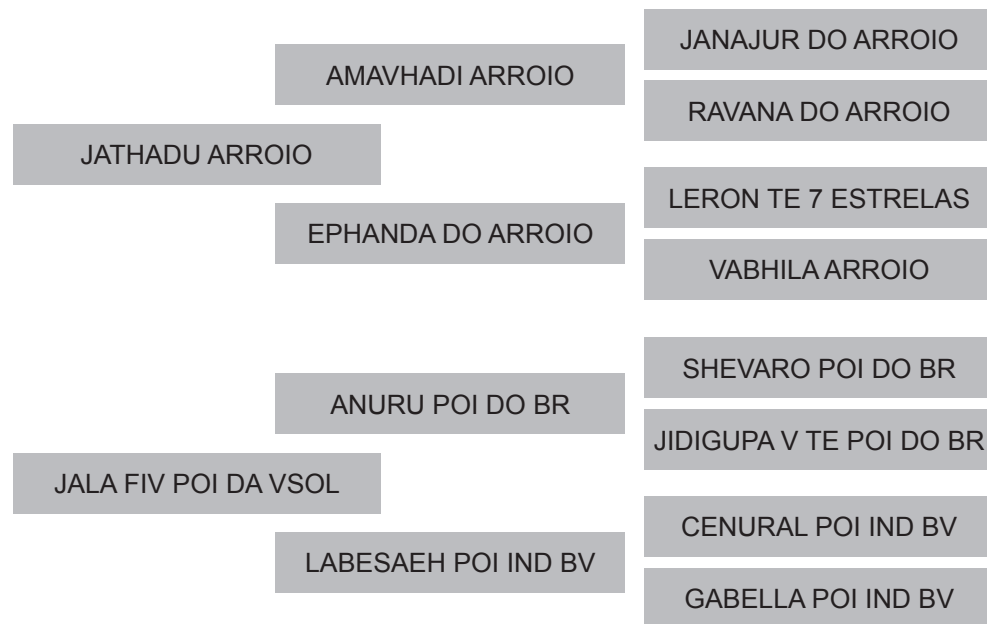 JANAJUR DO ARROIO
AMAVHADI ARROIO
RAVANA DO ARROIO
JATHADU ARROIO
LERON TE 7 ESTRELAS
EPHANDA DO ARROIO
VABHILA ARROIO
SHEVARO POI DO BR
ANURU POI DO BR
JIDIGUPA V TE POI DO BR
JALA FIV POI DA VSOL
CENURAL POI IND BV
LABESAEH POI IND BV
GABELLA POI IND BV